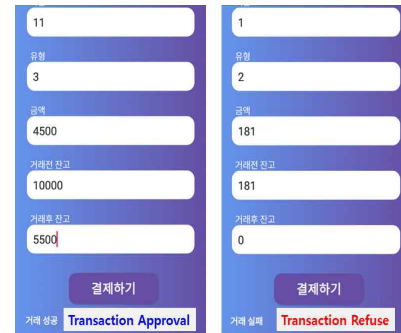 11
유형
3
금액
4500
거래전 잔고
10000
거래후 잔고
5500
결제하기
거래 성공 Transaction Approval
1
유형
2
금액
181
거래전 잔고
181
거래후 잔고
0
결제하기
거래 실패 Transaction Refuse